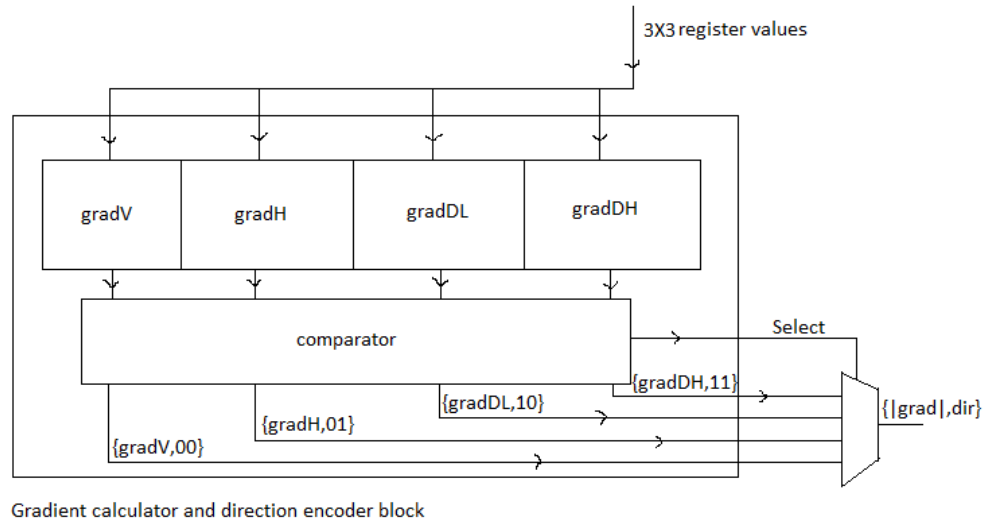 3X3 register values
gradV
gradH
gradDL
gradDH
comparator
Select
{gradDH,11}
{gradDL,10}
{|grad|,dir}
{gradH,01}
{gradV,00}
Gradient calculator and direction encoder block